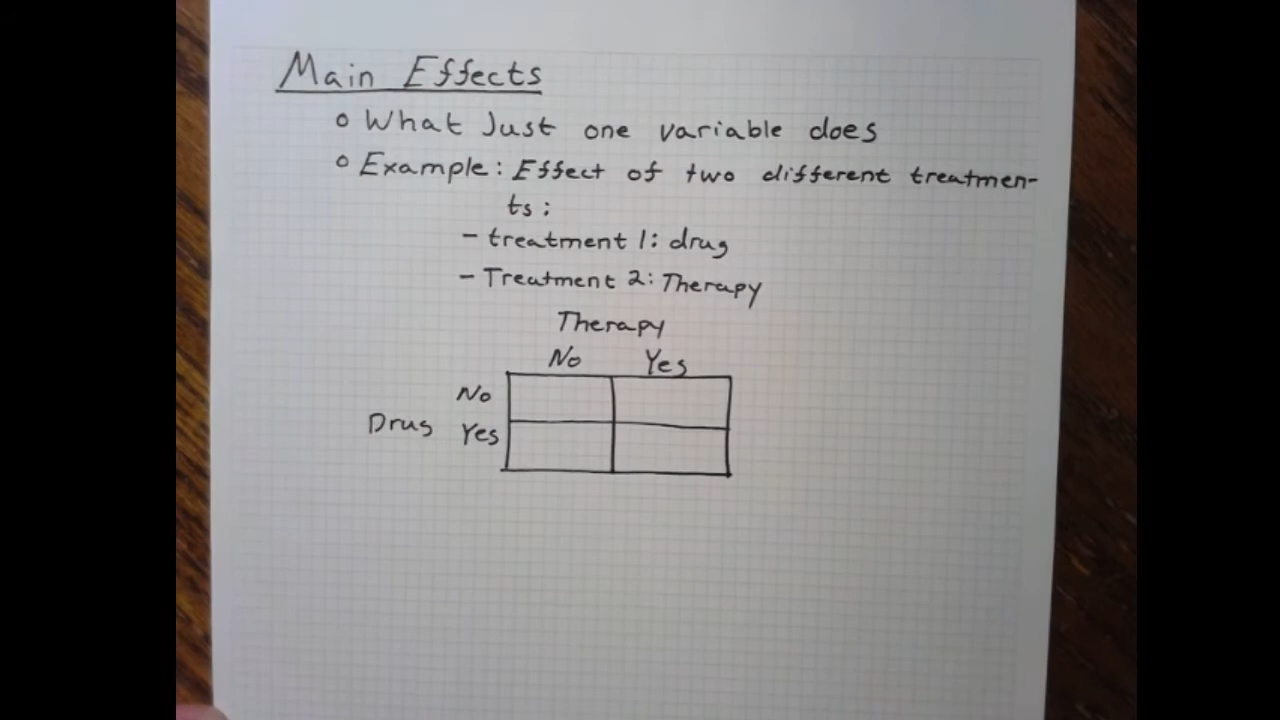 Main Effects
o What Just one variable does
o Example: Effect of two different treatmen-
ts:
- treatment 1: drug
- Treatment 2: Therapy
Therapy
No Yes
No
Drug Yes